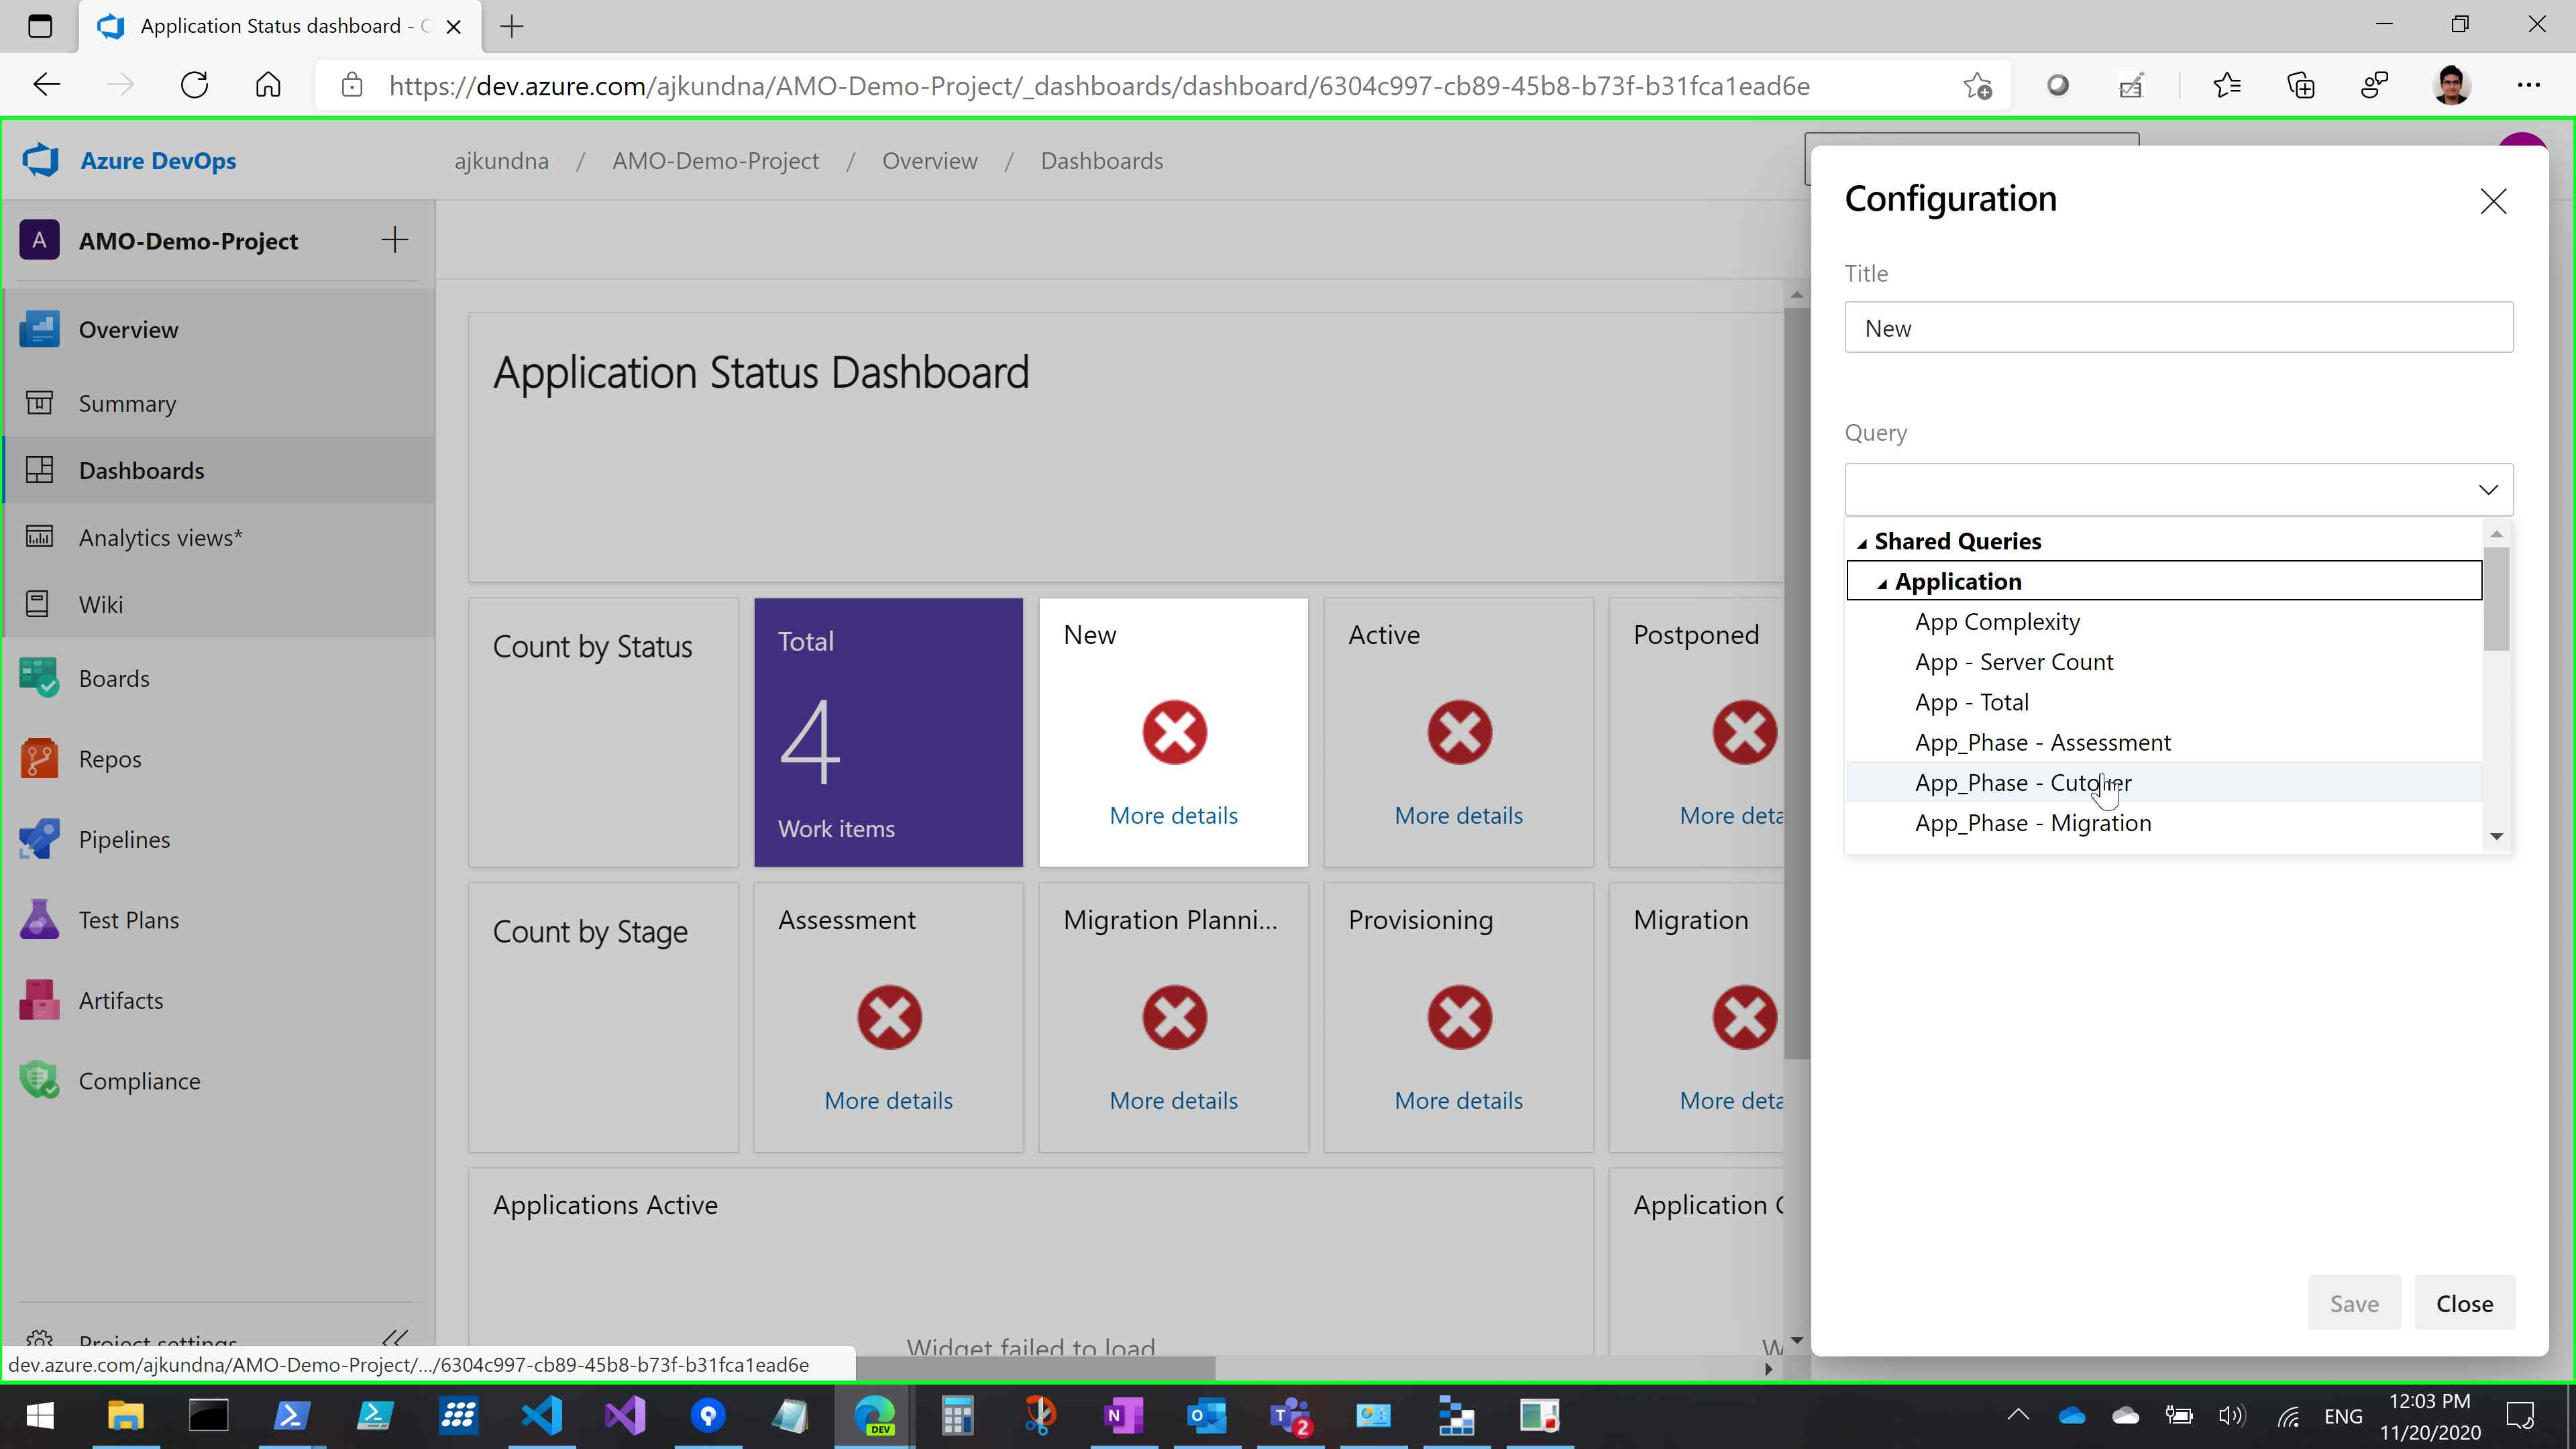 Application Status dashboard - C
https://dev.azure.com/ajkundna/AMO-Demo-Project/_dashboards/dashboard/6304c997-cb89-45b8-b73f-b31fca1ead6e
Azure DevOps
ajkundna / AMO-Demo-Project / Overview / Dashboards
A AMO-Demo-Project
Overview
Summary
Dashboards
Analytics views*
Wiki
Boards
Repos
Pipelines
Test Plans
Artifacts
Compliance
Project settings
dev.azure.com/ajkundna/AMO-Demo-Project/.../6304c997-cb89-45b8-b73f-b31fca1ead6e
Application Status Dashboard
Count by Status
Total
4
Work items
New
More details
Active
More details
Postponed
More deta
Count by Stage
Assessment
More details
Migration Planni...
More details
Provisioning
More details
Migration
More deta
Applications Active
Widget failed to load
Application C
W
Configuration
Title
New
Query
Shared Queries
Application
App Complexity
App - Server Count
App - Total
App_Phase - Assessment
App_Phase - Cutover
App_Phase - Migration
Save
Close
DEV
N
O
T
2
ENG
12:03 PM
11/20/2020